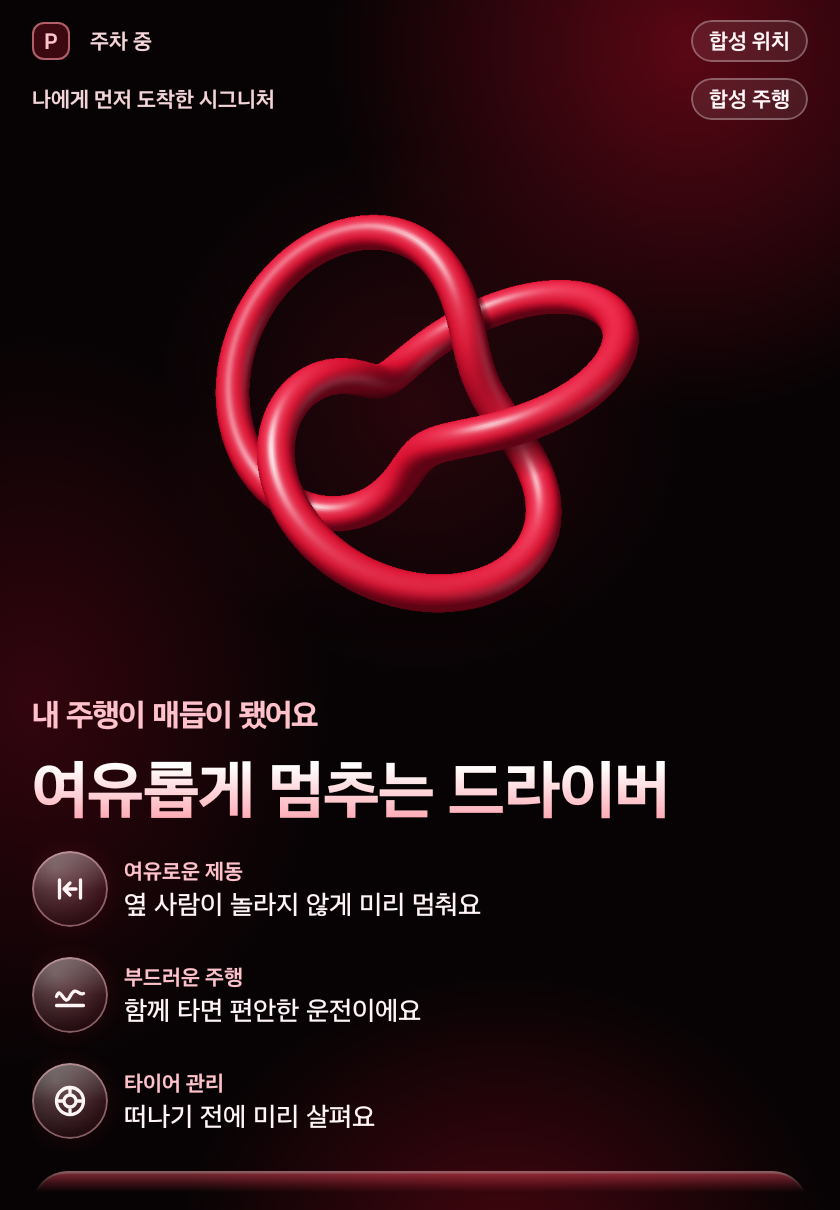 P 주차 중
합성 위치
나에게 먼저 도착한 시그니처
합성 주행
내 주행이 매듭이 됐어요
여유롭게 멈추는 드라이버
여유로운 제동
옆 사람이 놀라지 않게 미리 멈춰요
부드러운 주행
함께 타면 편안한 운전이에요
타이어 관리
떠나기 전에 미리 살펴요